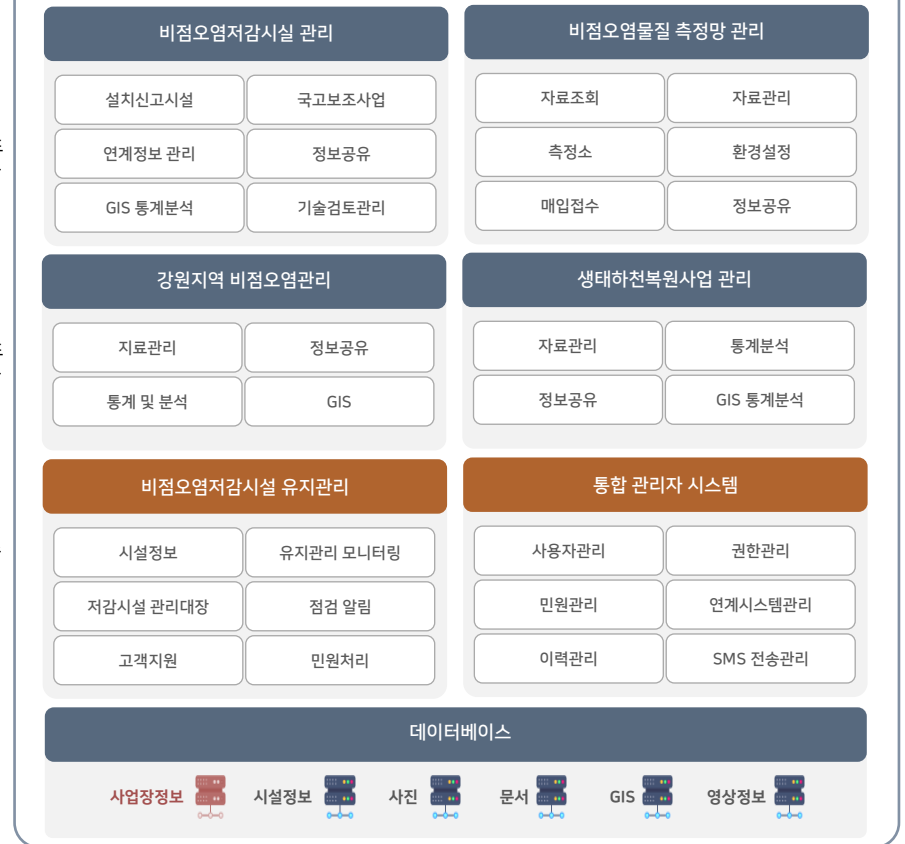 비점오염저감시실 관리
설치신고시설 국고보조사업
연계정보 관리 정보공유
GIS 통계분석 기술검토관리
비점오염물질 측정망 관리
자료조회 자료관리
측정소 환경설정
매입접수 정보공유
강원지역 비점오염관리
지료관리 정보공유
통계 및 분석 GIS
생태하천복원사업 관리
자료관리 통계분석
정보공유 GIS 통계분석
비점오염저감시설 유지관리
시설정보 유지관리 모니터링
저감시설 관리대장 점검 알림
고객지원 민원처리
통합 관리자 시스템
사용자관리 권한관리
민원관리 연계시스템관리
이력관리 SMS 전송관리
데이터베이스
사업장정보 시설정보 사진 문서 GIS 영상정보